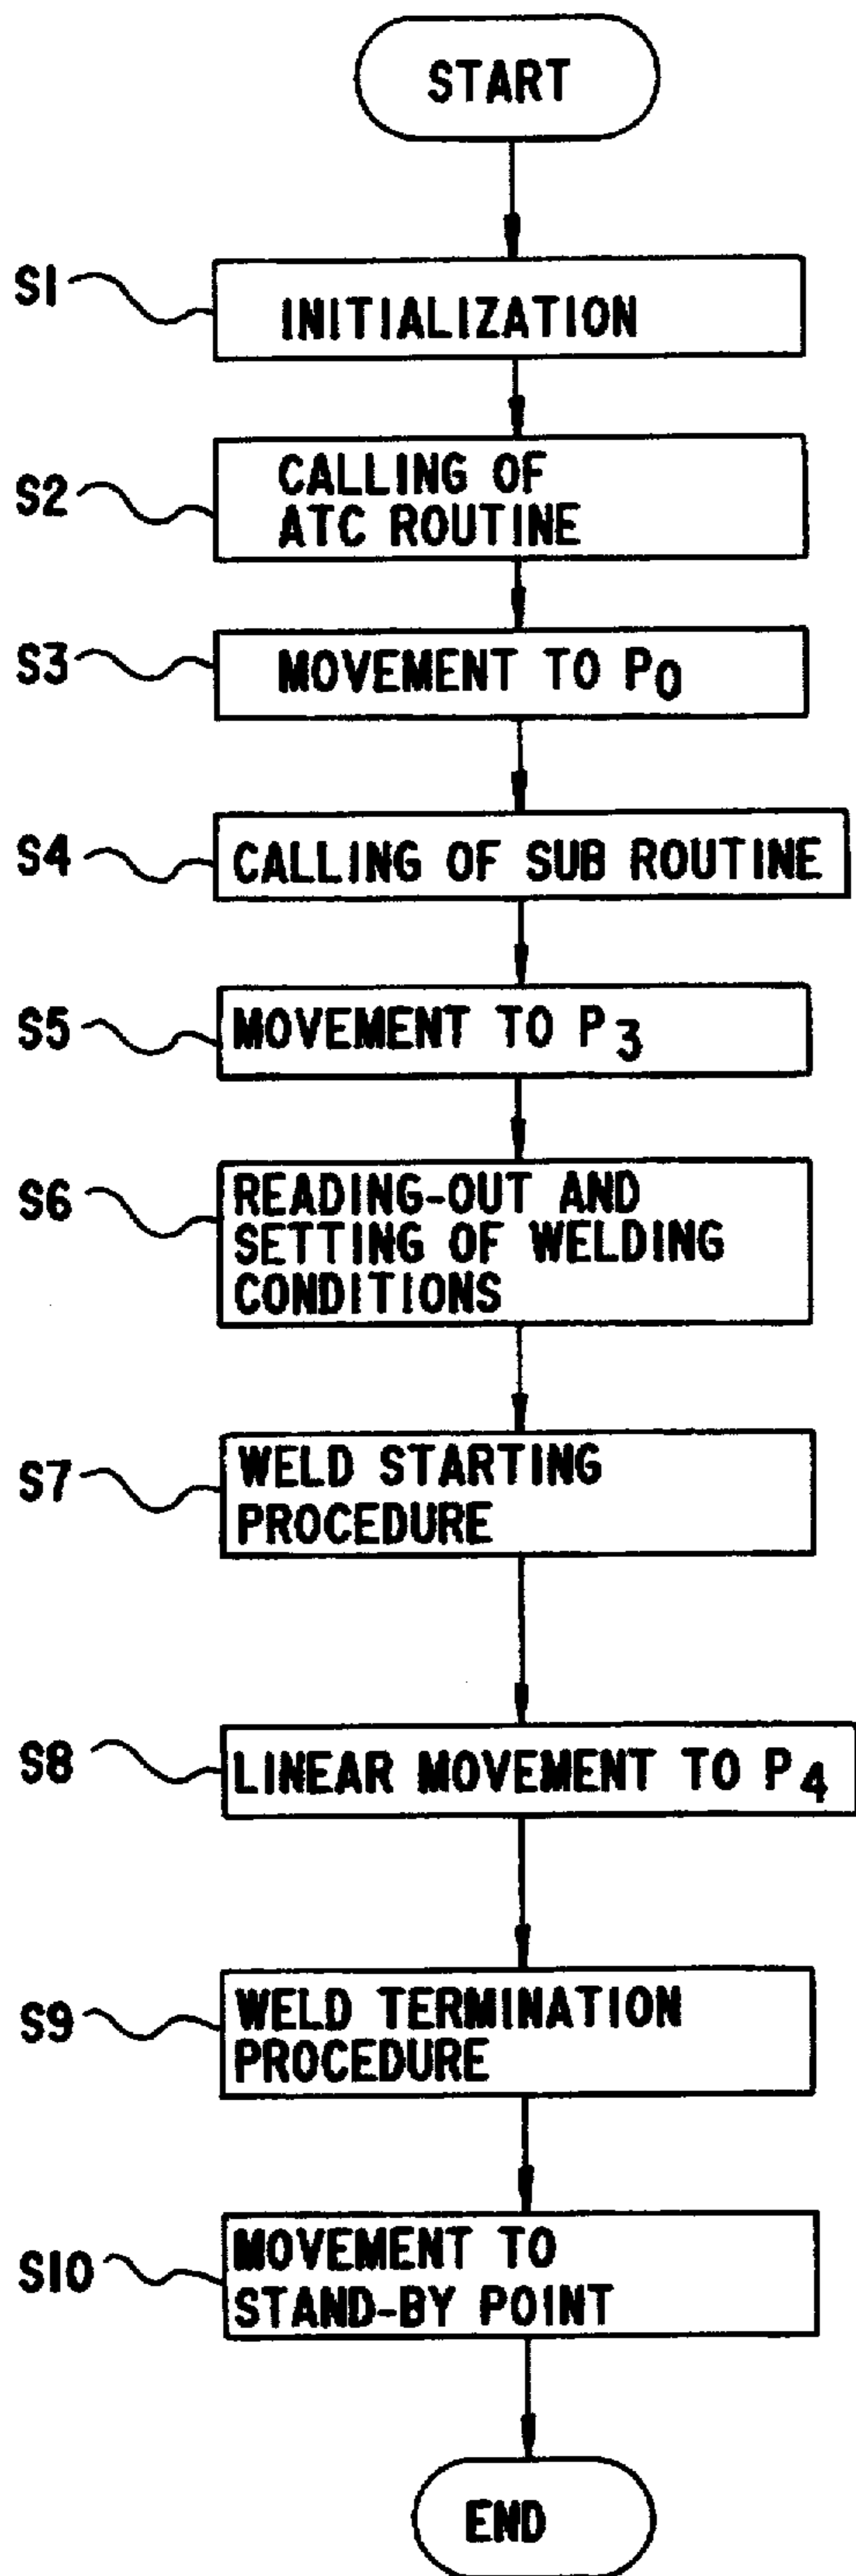 START
S1
INITIALIZATION
S2
CALLING OF
ATC ROUTINE
S3
MOVEMENT TO P0
S4
CALLING OF SUB ROUTINE
S5
MOVEMENT TO P3
S6
READING-OUT AND
SETTING OF WELDING
CONDITIONS
S7
WELD STARTING
PROCEDURE
S8
LINEAR MOVEMENT TO P4
S9
WELD TERMINATION
PROCEDURE
S10
MOVEMENT TO
STAND-BY POINT
END